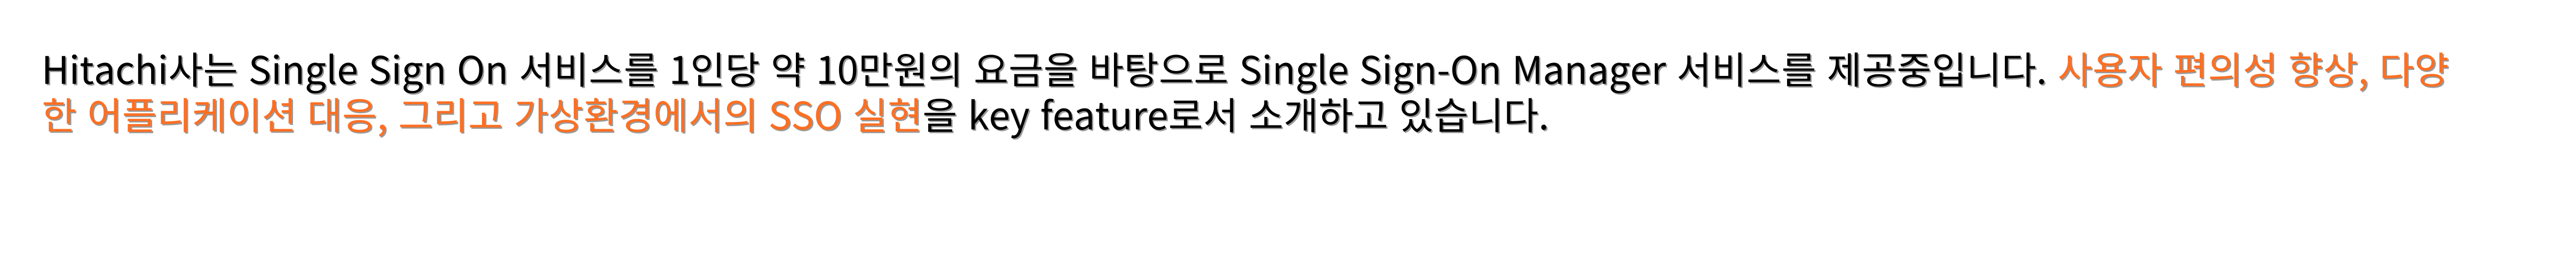 Hitachi사는 Single Sign On 서비스를 1인당 약 10만원의 요금을 바탕으로 Single Sign-On Manager 서비스를 제공중입니다. 사용자 편의성 향상, 다양
한 어플리케이션 대응, 그리고 가상환경에서의 SSO 실현을 key feature로서 소개하고 있습니다.